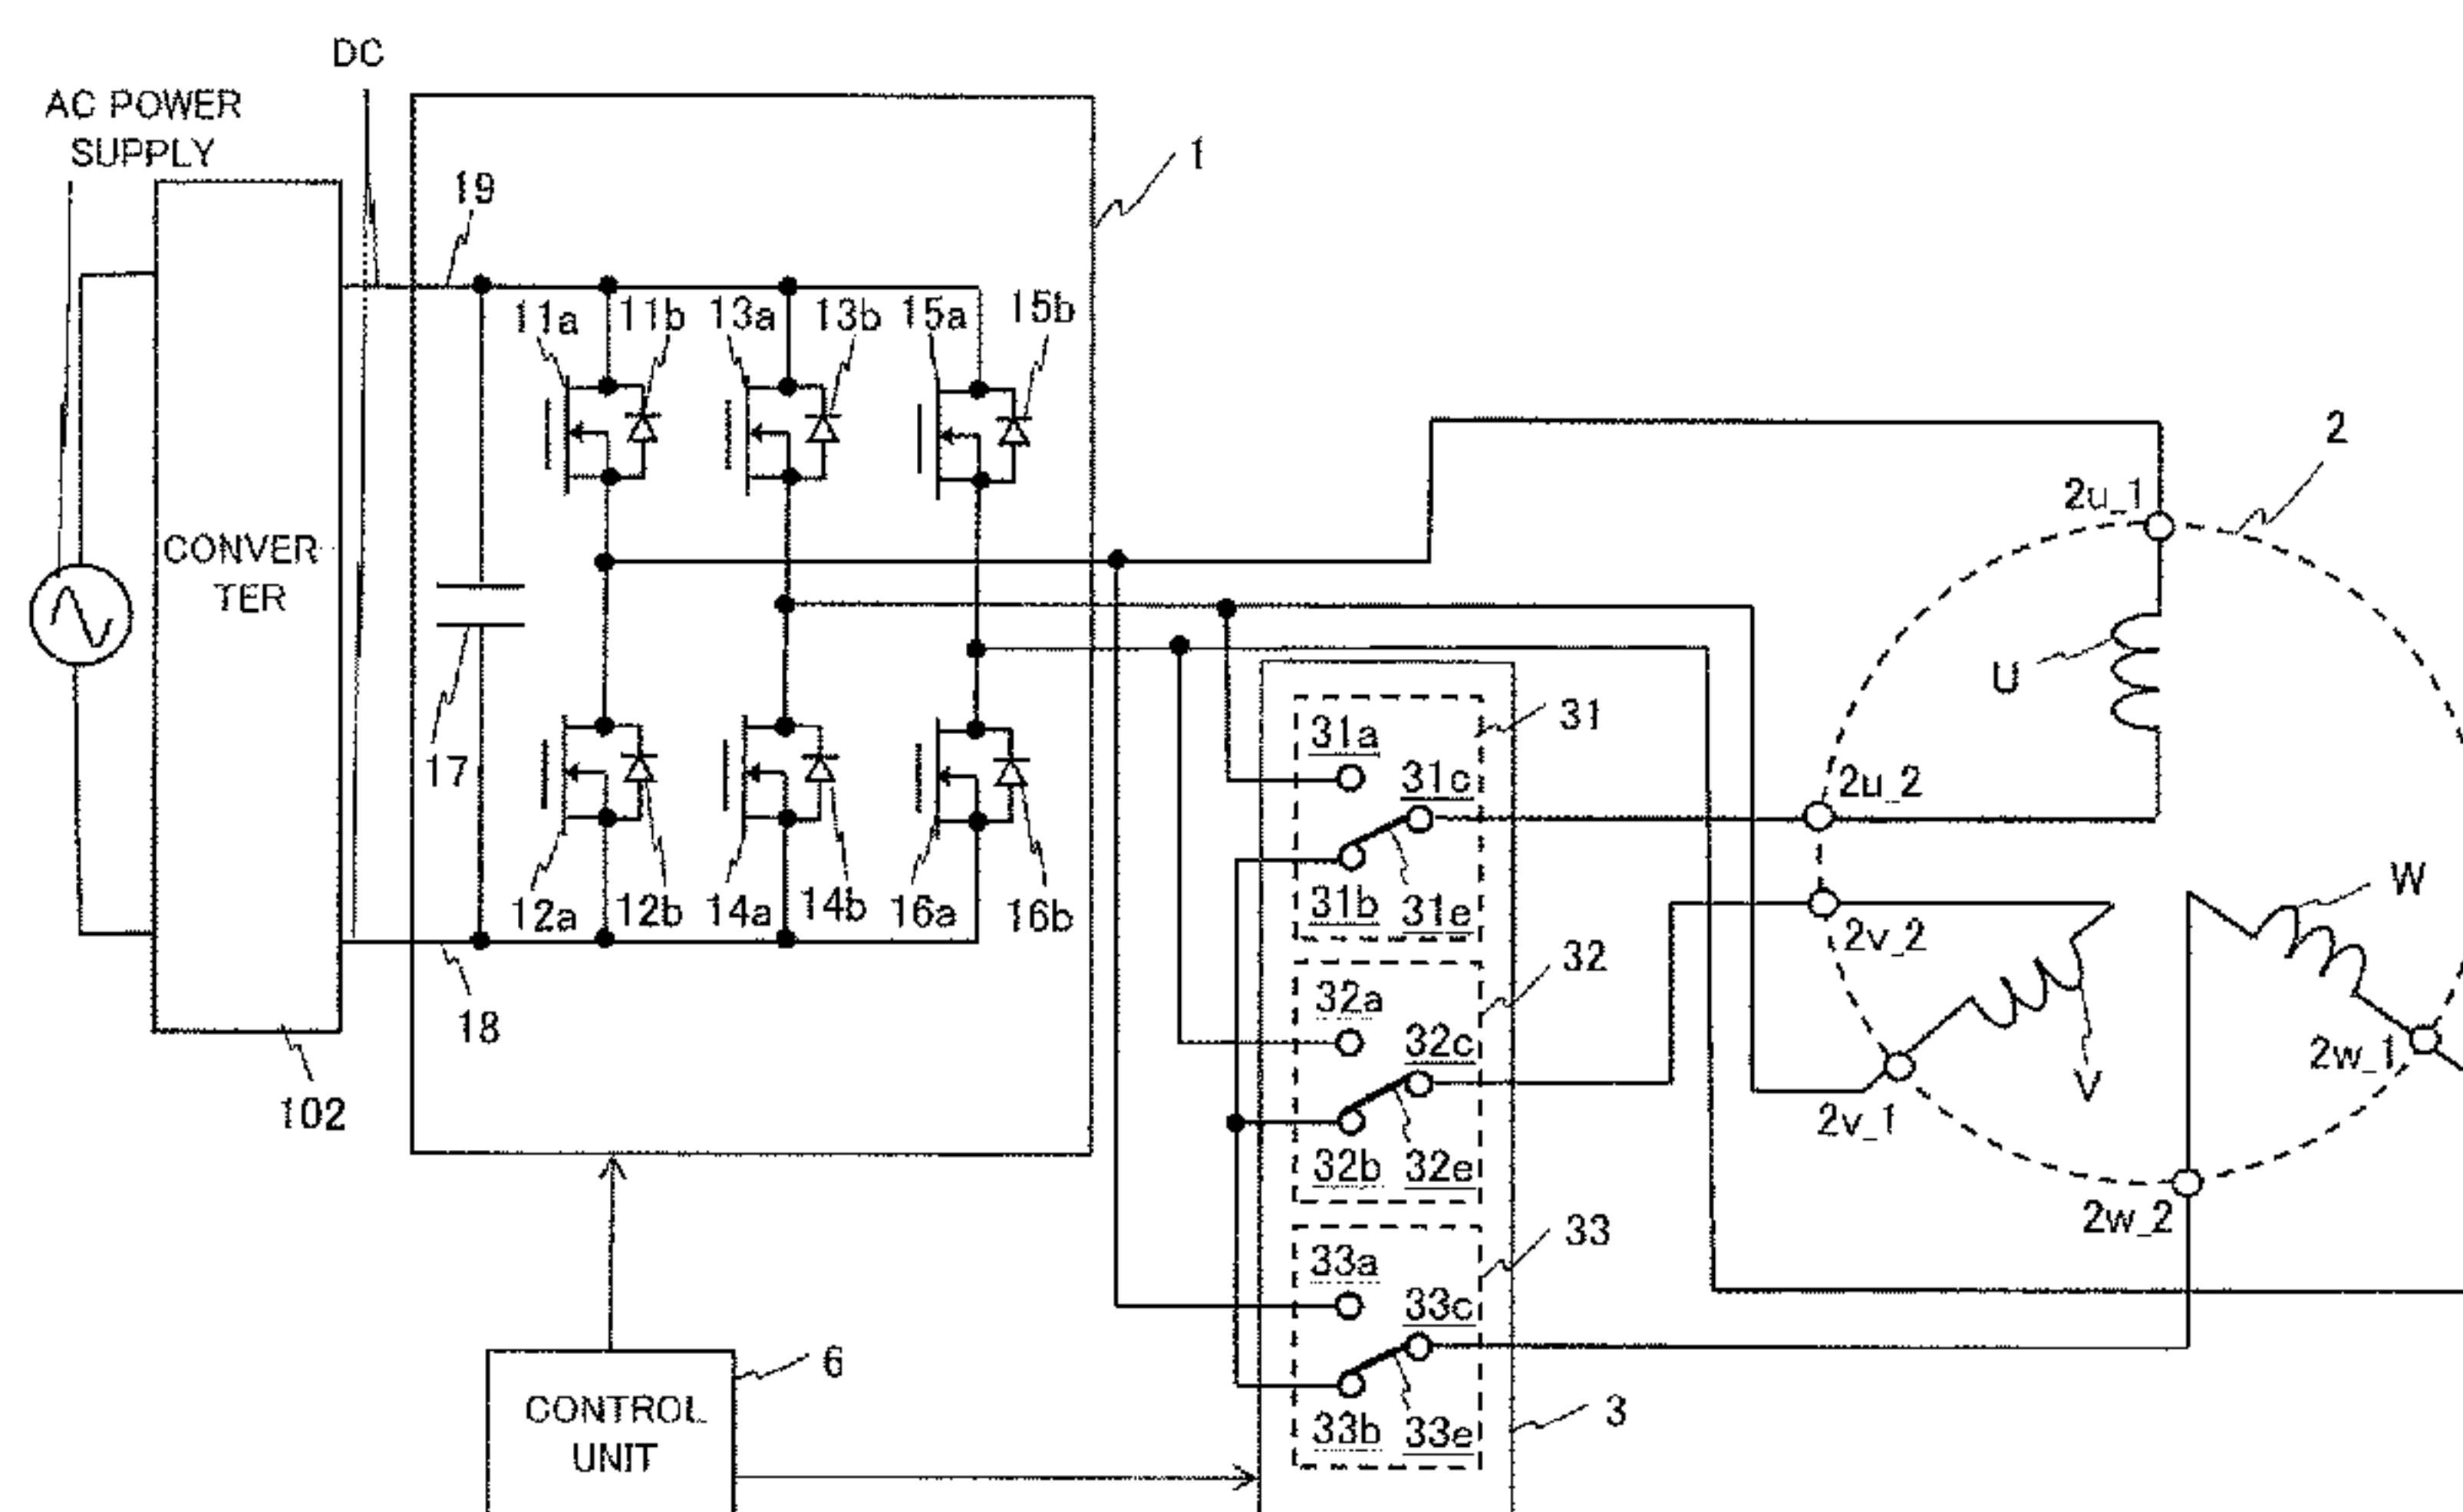 DC
AC POWER
SUPPLY
1
19
11a
11b
13a
13b
15a
15b
2
2u_1
CONVER
TER
U
31
31a
17
31c
2u_2
W
12a
12b
14a
14b
16a
16b
31b
31e
2v_2
32
32a
18
32c
2w_1
V
102
2v_1
32b
32e
2w_2
33
33a
33c
6
CONTROL
UNIT
3
33b
33e